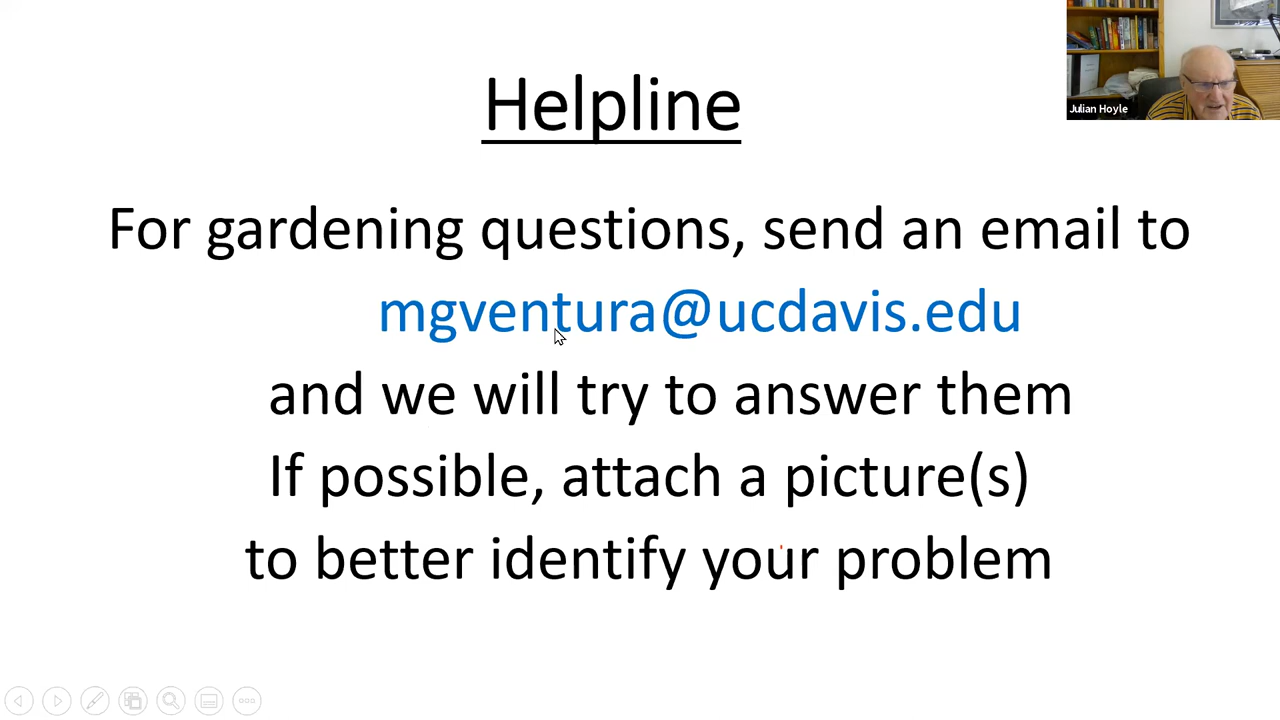 Helpline
Julian Hoyle
For gardening questions, send an email to
mgventura@ucdavis.edu
and we will try to answer them
If possible, attach a picture(s)
to better identify your problem